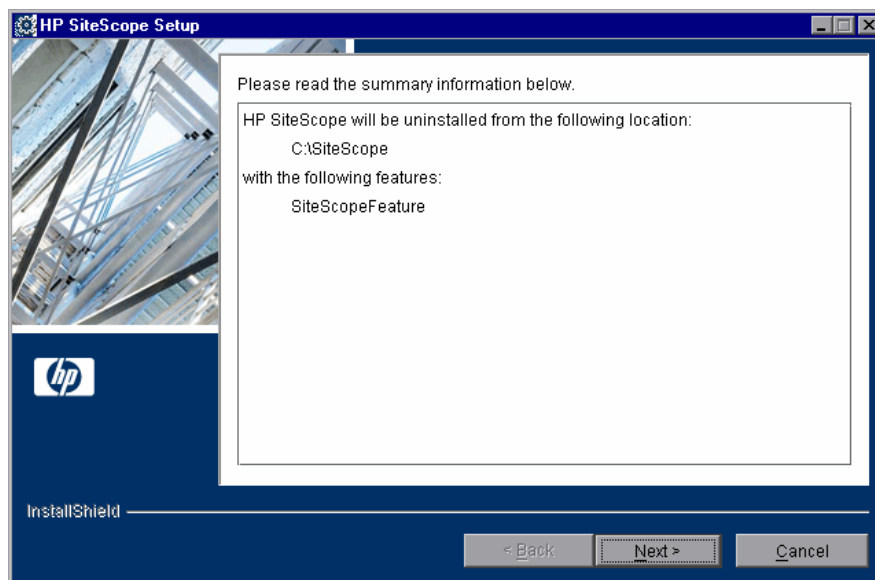 HP SiteScope Setup
Please read the summary information below.
HP SiteScope will be uninstalled from the following location:
C:\SiteScope
with the following features:
SiteScopeFeature
hp
InstallShield
< Back
Next >
Cancel